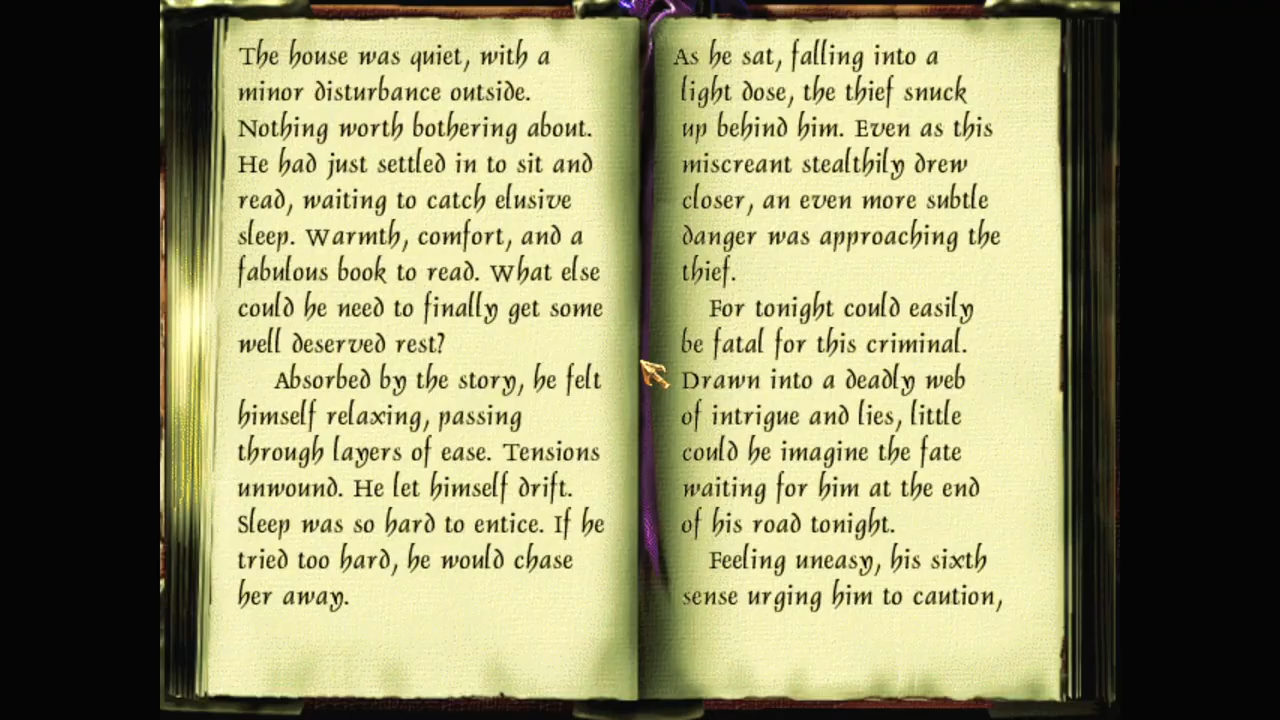 The house was quiet, with a
minor disturbance outside.
Nothing worth bothering about.
He had just settled in to sit and
read, waiting to catch elusive
sleep. Warmth, comfort, and a
fabulous book to read. What else
could he need to finally get some
well deserved rest?
Absorbed by the story, he felt
himself relaxing, passing
through layers of ease. Tensions
unwound. He let himself drift.
Sleep was so hard to entice. If he
tried too hard, he would chase
her away.
As he sat, falling into a
light dose, the thief snuck
up behind him. Even as this
miscreant stealthily drew
closer, an even more subtle
danger was approaching the
thief.
For tonight could easily
be fatal for this criminal.
Drawn into a deadly web
of intrigue and lies, little
could he imagine the fate
waiting for him at the end
of his road tonight.
Feeling uneasy, his sixth
sense urging him to caution,